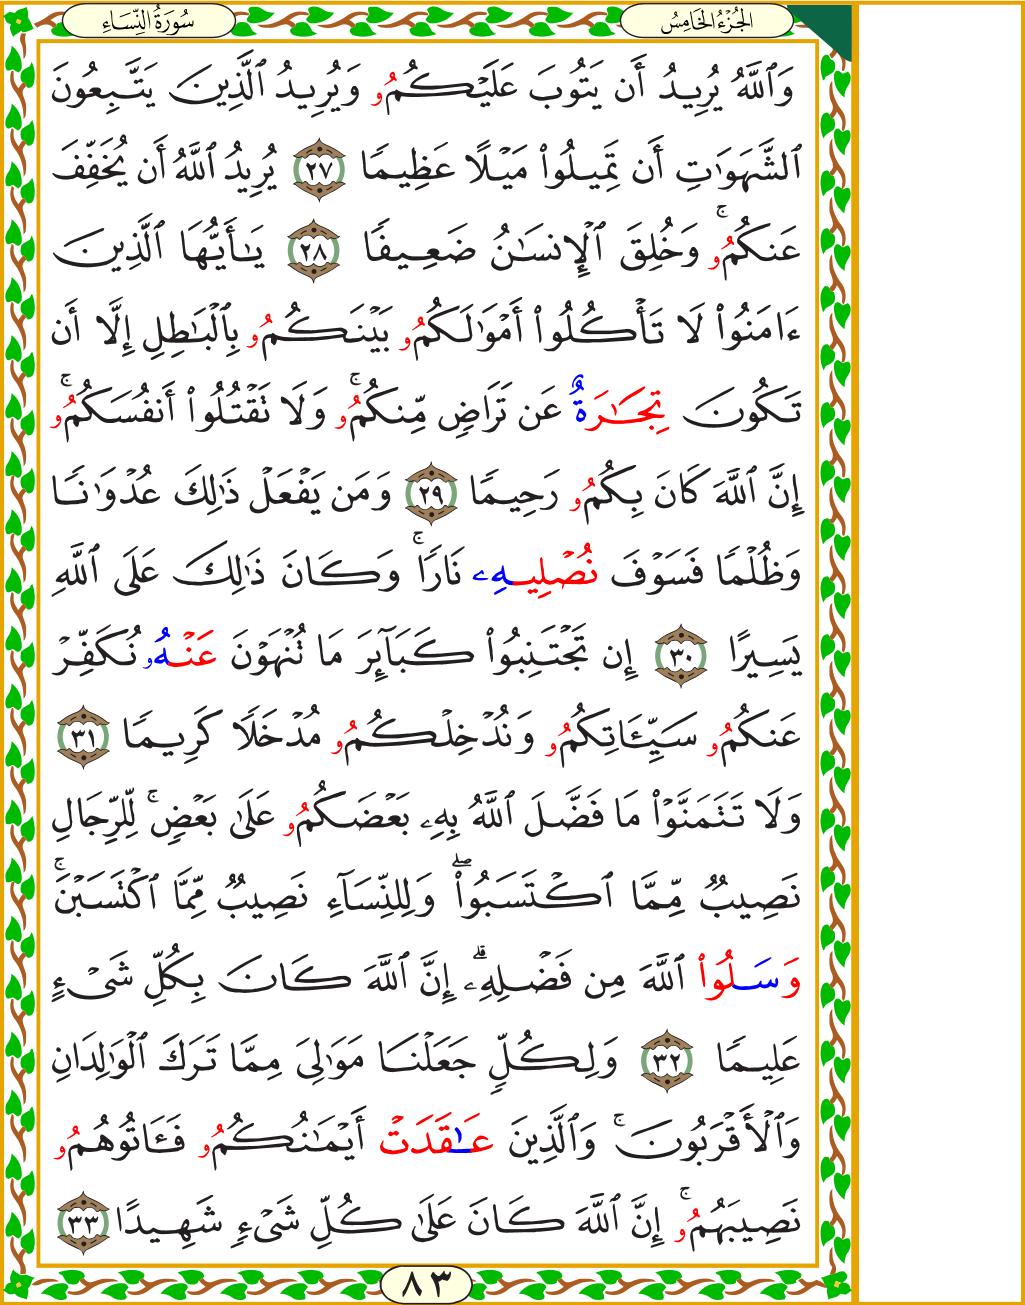 سُورَةُ النِّسَاءِ
الجُزْءُ الخَامِسُ
وَٱللَّهُ يُرِيدُ أَن يَتُوبَ عَلَيْكُمُۥ وَيُرِيدُ ٱلَّذِينَ يَتَّبِعُونَ
ٱلشَّهَوَٰتِ أَن تَمِيلُوا۟ مَيْلًا عَظِيمًا ٢٧ يُرِيدُ ٱللَّهُ أَن يُخَفِّفَ
عَنكُمُۥۚ وَخُلِقَ ٱلْإِنسَٰنُ ضَعِيفًا ٢٨ يَٰأَيُّهَا ٱلَّذِينَ
ءَامَنُوا۟ لَا تَأْكُلُوا۟ أَمْوَٰلَكُمُۥ بَيْنَكُمُۥ بِٱلْبَٰطِلِ إِلَّا أَن
تَكُونَ تِجَٰرَةٌ عَن تَرَاضٍ مِّنكُمُۥۚ وَلَا تَقْتُلُوا۟ أَنفُسَكُمُۥۚ
إِنَّ ٱللَّهَ كَانَ بِكُمُۥ رَحِيمًا ٢٩ وَمَن يَفْعَلْ ذَٰلِكَ عُدْوَٰنًا
وَظُلْمًا فَسَوْفَ نُصْلِيهِۦ نَارًاۚ وَكَانَ ذَٰلِكَ عَلَى ٱللَّهِ
يَسِيرًا ٣٠ إِن تَجْتَنِبُوا۟ كَبَآئِرَ مَا تُنْهَوْنَ عَنْهُۥ نُكَفِّرْ
عَنكُمُۥ سَيِّـَٔاتِكُمُۥ وَنُدْخِلْكُمُۥ مُدْخَلًا كَرِيمًا ٣١
وَلَا تَتَمَنَّوْا۟ مَا فَضَّلَ ٱللَّهُ بِهِۦ بَعْضَكُمُۥ عَلَىٰ بَعْضٍۚ لِّلرِّجَالِ
نَصِيبٌ مِّمَّا ٱكْتَسَبُوا۟ۖ وَلِلنِّسَآءِ نَصِيبٌ مِّمَّا ٱكْتَسَبْنَۚ
وَسَلُوا۟ ٱللَّهَ مِن فَضْلِهِۦۗ إِنَّ ٱللَّهَ كَانَ بِكُلِّ شَىْءٍ
عَلِيمًا ٣٢ وَلِكُلٍّ جَعَلْنَا مَوَٰلِىَ مِمَّا تَرَكَ ٱلْوَٰلِدَانِ
وَٱلْأَقْرَبُونَۚ وَٱلَّذِينَ عَٰقَدَتْ أَيْمَٰنُكُمُۥ فَـَٔاتُوهُمُۥ
نَصِيبَهُمُۥۚ إِنَّ ٱللَّهَ كَانَ عَلَىٰ كُلِّ شَىْءٍ شَهِيدًا ٣٣
٨٣